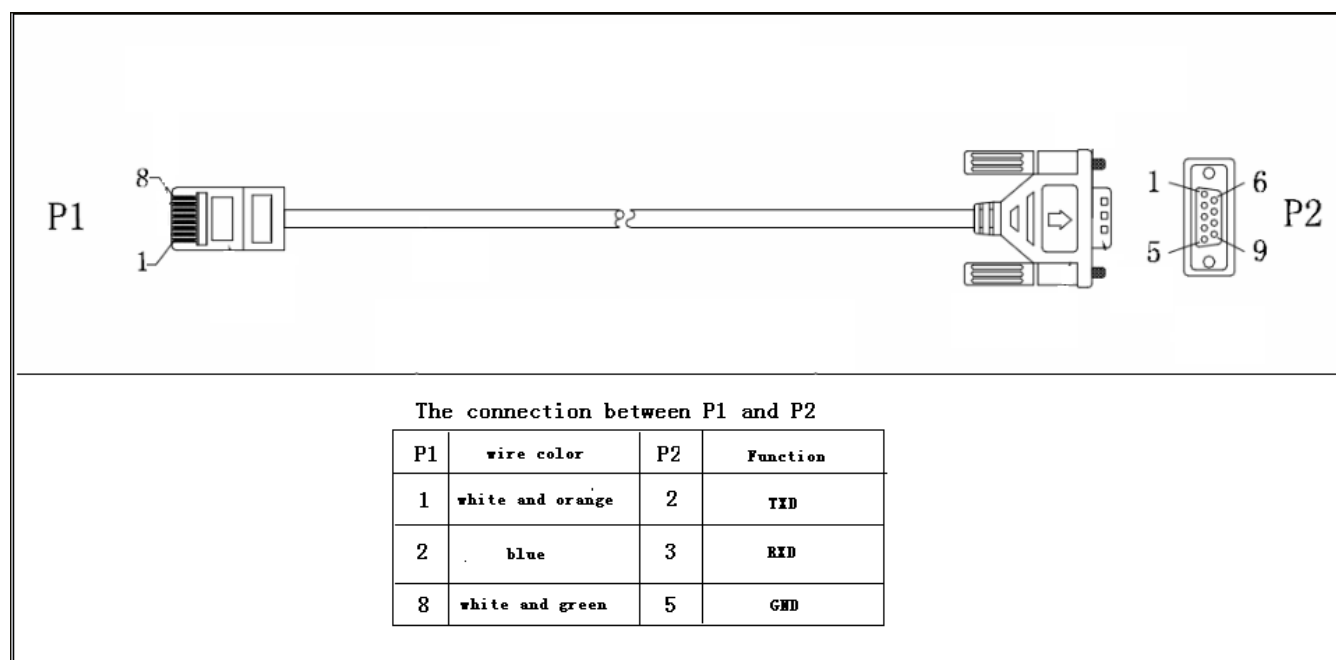 8
1
P1
1
6
5
9
P2
The connection between P1 and P2
P1 wire color P2 Function
1 white and orange 2 TXD
2 blue 3 RXD
8 white and green 5 GND